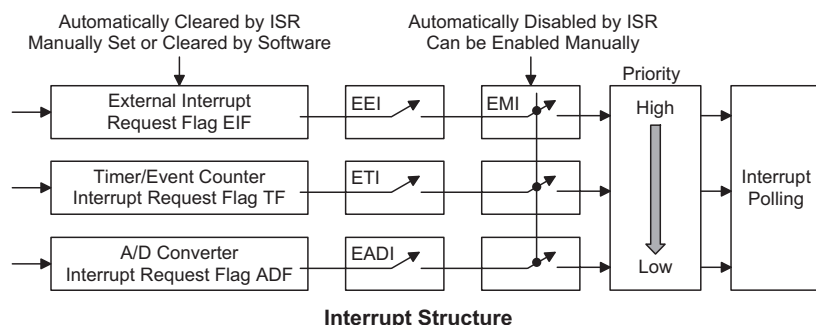 Automatically Cleared by ISR
Manually Set or Cleared by Software
Automatically Disabled by ISR
Can be Enabled Manually
Priority
External Interrupt
Request Flag EIF
EEI
EMI
High
Timer/Event Counter
Interrupt Request Flag TF
ETI
Interrupt
Polling
A/D Converter
Interrupt Request Flag ADF
EADI
Low
Interrupt Structure